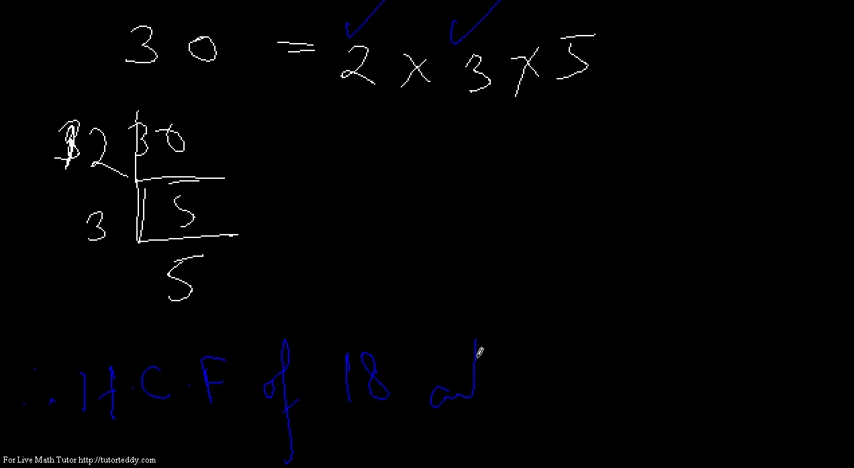 30 = 2 × 3 × 5
2 30
3 15
5
∴ H.C.F of 18 and
For Live Math Tutor http://tutorteddy.com